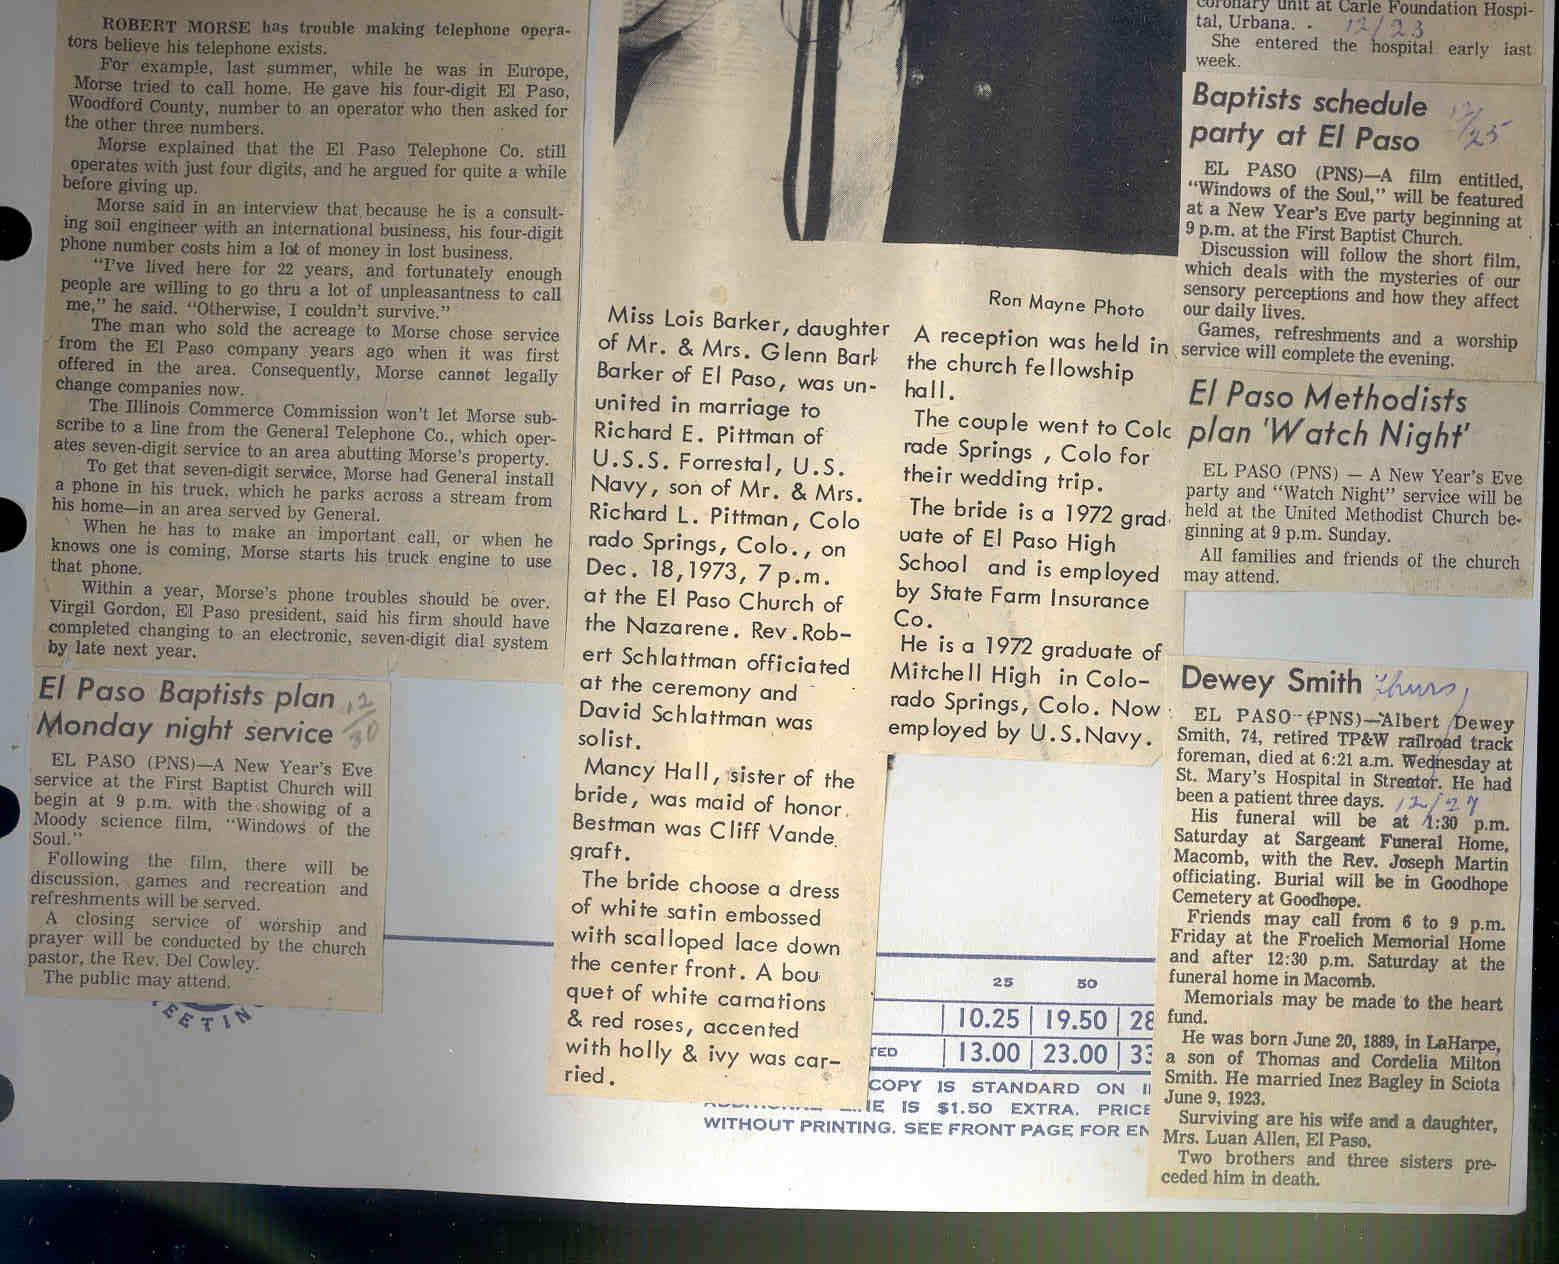 ROBERT MORSE has trouble making telephone opera-
tors believe his telephone exists.
For example, last summer, while he was in Europe,
Morse tried to call home. He gave his four-digit El Paso,
Woodford County, number to an operator who then asked for
the other three numbers.
Morse explained that the El Paso Telephone Co. still
operates with just four digits, and he argued for quite a while
before giving up.
Morse said in an interview that because he is a consult-
ing soil engineer with an international business, his four-digit
phone number costs him a lot of money in lost business.
"I've lived here for 22 years, and fortunately enough
people are willing to go thru a lot of unpleasantness to call
me," he said. "Otherwise, I couldn't survive."
The man who sold the acreage to Morse chose service
from the El Paso company years ago when it was first
offered in the area. Consequently, Morse cannot legally
change companies now.
The Illinois Commerce Commission won't let Morse sub-
scribe to a line from the General Telephone Co., which oper-
ates seven-digit service to an area abutting Morse's property.
To get that seven-digit service, Morse had General install
a phone in his truck, which he parks across a stream from
his home—in an area served by General.
When he has to make an important call, or when he
knows one is coming, Morse starts his truck engine to use
that phone.
Within a year, Morse's phone troubles should be over.
Virgil Gordon, El Paso president, said his firm should have
completed changing to an electronic, seven-digit dial system
by late next year.
El Paso Baptists plan 12/30
Monday night service
EL PASO (PNS)—A New Year's Eve
service at the First Baptist Church will
begin at 9 p.m. with the showing of a
Moody science film, "Windows of the
Soul."
Following the film, there will be
discussion, games and recreation and
refreshments will be served.
A closing service of worship and
prayer will be conducted by the church
pastor, the Rev. Del Cowley.
The public may attend.
EETIN
Ron Mayne Photo
Miss Lois Barker, daughter
of Mr. & Mrs. Glenn Bark
Barker of El Paso, was un-
united in marriage to
Richard E. Pittman of
U.S.S. Forrestal, U.S.
Navy, son of Mr. & Mrs.
Richard L. Pittman, Colo
rado Springs, Colo., on
Dec. 18,1973, 7 p.m.
at the El Paso Church of
the Nazarene. Rev.Rob-
ert Schlattman officiated
at the ceremony and
David Schlattman was
solist.
Mancy Hall, sister of the
bride, was maid of honor.
Bestman was Cliff Vande
graft.
The bride choose a dress
of white satin embossed
with scalloped lace down
the center front. A bou
quet of white carnations
& red roses, accented
with holly & ivy was car-
ried.
A reception was held in
the church fellowship
hall.
The couple went to Colo
rade Springs , Colo for
their wedding trip.
The bride is a 1972 grad
uate of El Paso High
School and is employed
by State Farm Insurance
Co.
He is a 1972 graduate of
Mitchell High in Colo-
rado Springs, Colo. Now
employed by U.S.Navy.
25 50
10.25 19.50 28
TED 13.00 23.00 33
COPY IS STANDARD ON
LINE IS $1.50 EXTRA. PRICE
WITHOUT PRINTING. SEE FRONT PAGE FOR EN
coronary unit at Carle Foundation Hospi-
tal, Urbana. 12/23
She entered the hospital early last
week.
Baptists schedule 12/25
party at El Paso
EL PASO (PNS)—A film entitled,
"Windows of the Soul," will be featured
at a New Year's Eve party beginning at
9 p.m. at the First Baptist Church.
Discussion will follow the short film,
which deals with the mysteries of our
sensory perceptions and how they affect
our daily lives.
Games, refreshments and a worship
service will complete the evening.
El Paso Methodists
plan 'Watch Night'
EL PASO (PNS) — A New Year's Eve
party and "Watch Night" service will be
held at the United Methodist Church be-
ginning at 9 p.m. Sunday.
All families and friends of the church
may attend.
Dewey Smith Thurs,
EL PASO (PNS)—Albert Dewey
Smith, 74, retired TP&W railroad track
foreman, died at 6:21 a.m. Wednesday at
St. Mary's Hospital in Streator. He had
been a patient three days. 12/27
His funeral will be at 1:30 p.m.
Saturday at Sargeant Funeral Home,
Macomb, with the Rev. Joseph Martin
officiating. Burial will be in Goodhope
Cemetery at Goodhope.
Friends may call from 6 to 9 p.m.
Friday at the Froelich Memorial Home
and after 12:30 p.m. Saturday at the
funeral home in Macomb.
Memorials may be made to the heart
fund.
He was born June 20, 1889, in LaHarpe,
a son of Thomas and Cordelia Milton
Smith. He married Inez Bagley in Sciota
June 9, 1923.
Surviving are his wife and a daughter,
Mrs. Luan Allen, El Paso.
Two brothers and three sisters pre-
ceded him in death.